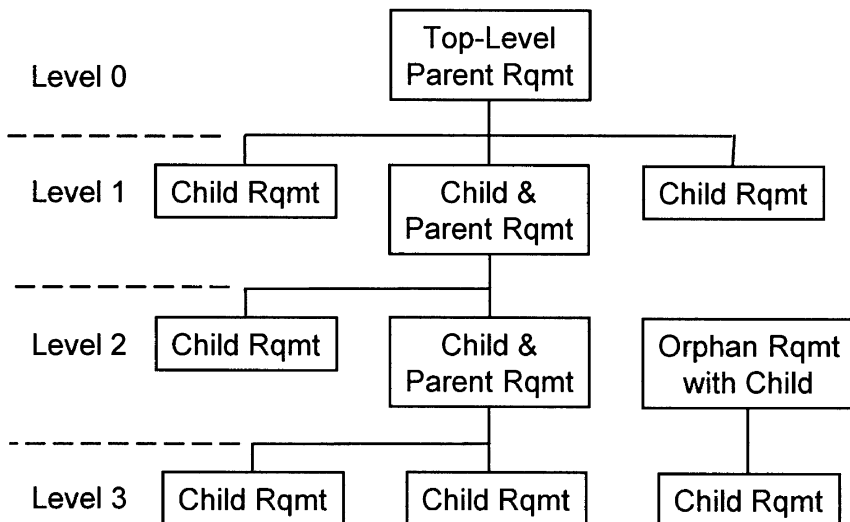 Top-Level
Parent Rqmt
Level 0
Level 1
Child Rqmt
Child &
Parent Rqmt
Child Rqmt
Level 2
Child Rqmt
Child &
Parent Rqmt
Orphan Rqmt
with Child
Level 3
Child Rqmt
Child Rqmt
Child Rqmt